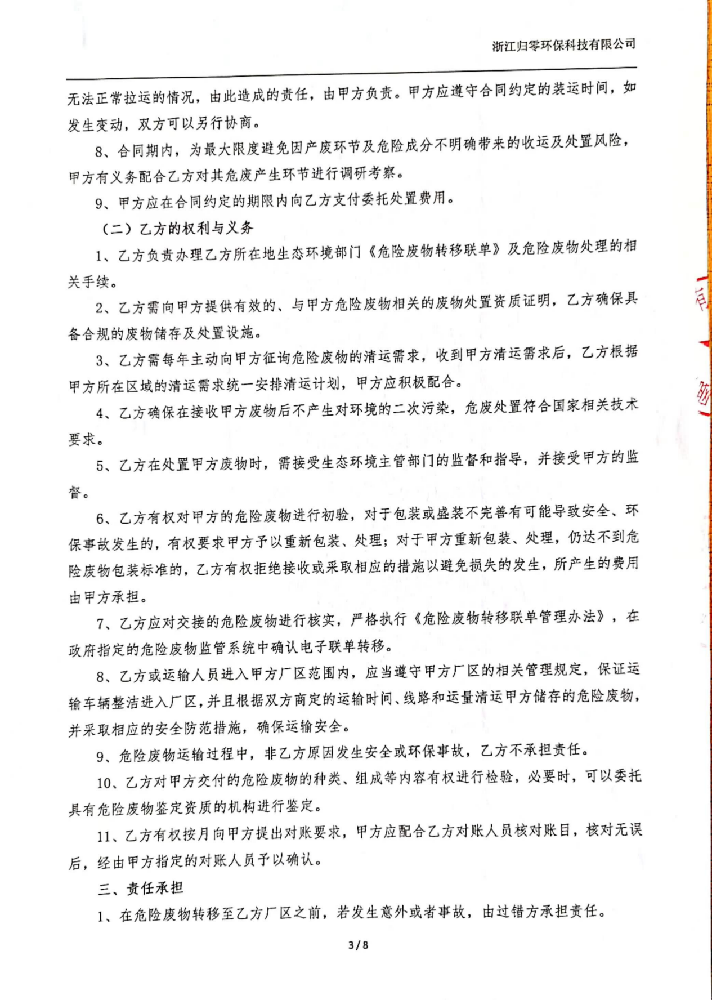 浙江归零环保科技有限公司
无法正常拉运的情况，由此造成的责任，由甲方负责。甲方应遵守合同约定的装运时间，如
发生变动，双方可以另行协商。
8、合同期内，为最大限度避免因产废环节及危险成分不明确带来的收运及处置风险，
甲方有义务配合乙方对其危废产生环节进行调研考察。
9、甲方应在合同约定的期限内向乙方支付委托处置费用。
（二）乙方的权利与义务
1、乙方负责办理乙方所在地生态环境部门《危险废物转移联单》及危险废物处理的相
关手续。
2、乙方需向甲方提供有效的、与甲方危险废物相关的废物处置资质证明，乙方确保具
备合规的废物储存及处置设施。
3、乙方需每年主动向甲方征询危险废物的清运需求，收到甲方清运需求后，乙方根据
甲方所在区域的清运需求统一安排清运计划，甲方应积极配合。
4、乙方确保在接收甲方废物后不产生对环境的二次污染，危废处置符合国家相关技术
要求。
5、乙方在处置甲方废物时，需接受生态环境主管部门的监督和指导，并接受甲方的监
督。
6、乙方有权对甲方的危险废物进行初验，对于包装或盛装不完善有可能导致安全、环
保事故发生的，有权要求甲方予以重新包装、处理；对于甲方重新包装、处理，仍达不到危
险废物包装标准的，乙方有权拒绝接收或采取相应的措施以避免损失的发生，所产生的费用
由甲方承担。
7、乙方应对交接的危险废物进行核实，严格执行《危险废物转移联单管理办法》，在
政府指定的危险废物监管系统中确认电子联单转移。
8、乙方或运输人员进入甲方厂区范围内，应当遵守甲方厂区的相关管理规定，保证运
输车辆整洁进入厂区，并且根据双方商定的运输时间、线路和运量清运甲方储存的危险废物，
并采取相应的安全防范措施，确保运输安全。
9、危险废物运输过程中，非乙方原因发生安全或环保事故，乙方不承担责任。
10、乙方对甲方交付的危险废物的种类、组成等内容有权进行检验，必要时，可以委托
具有危险废物鉴定资质的机构进行鉴定。
11、乙方有权按月向甲方提出对账要求，甲方应配合乙方对账人员核对账目，核对无误
后，经由甲方指定的对账人员予以确认。
三、责任承担
1、在危险废物转移至乙方厂区之前，若发生意外或者事故，由过错方承担责任。
3/8